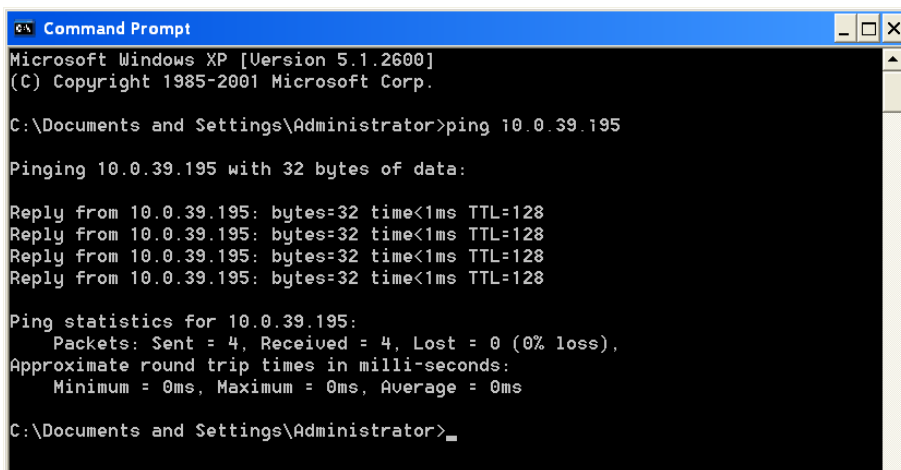 Command Prompt
Microsoft Windows XP [Version 5.1.2600]
(C) Copyright 1985-2001 Microsoft Corp.
C:\Documents and Settings\Administrator>ping 10.0.39.195
Pinging 10.0.39.195 with 32 bytes of data:
Reply from 10.0.39.195: bytes=32 time<1ms TTL=128
Reply from 10.0.39.195: bytes=32 time<1ms TTL=128
Reply from 10.0.39.195: bytes=32 time<1ms TTL=128
Reply from 10.0.39.195: bytes=32 time<1ms TTL=128
Ping statistics for 10.0.39.195:
Packets: Sent = 4, Received = 4, Lost = 0 (0% loss),
Approximate round trip times in milli-seconds:
Minimum = 0ms, Maximum = 0ms, Average = 0ms
C:\Documents and Settings\Administrator>_